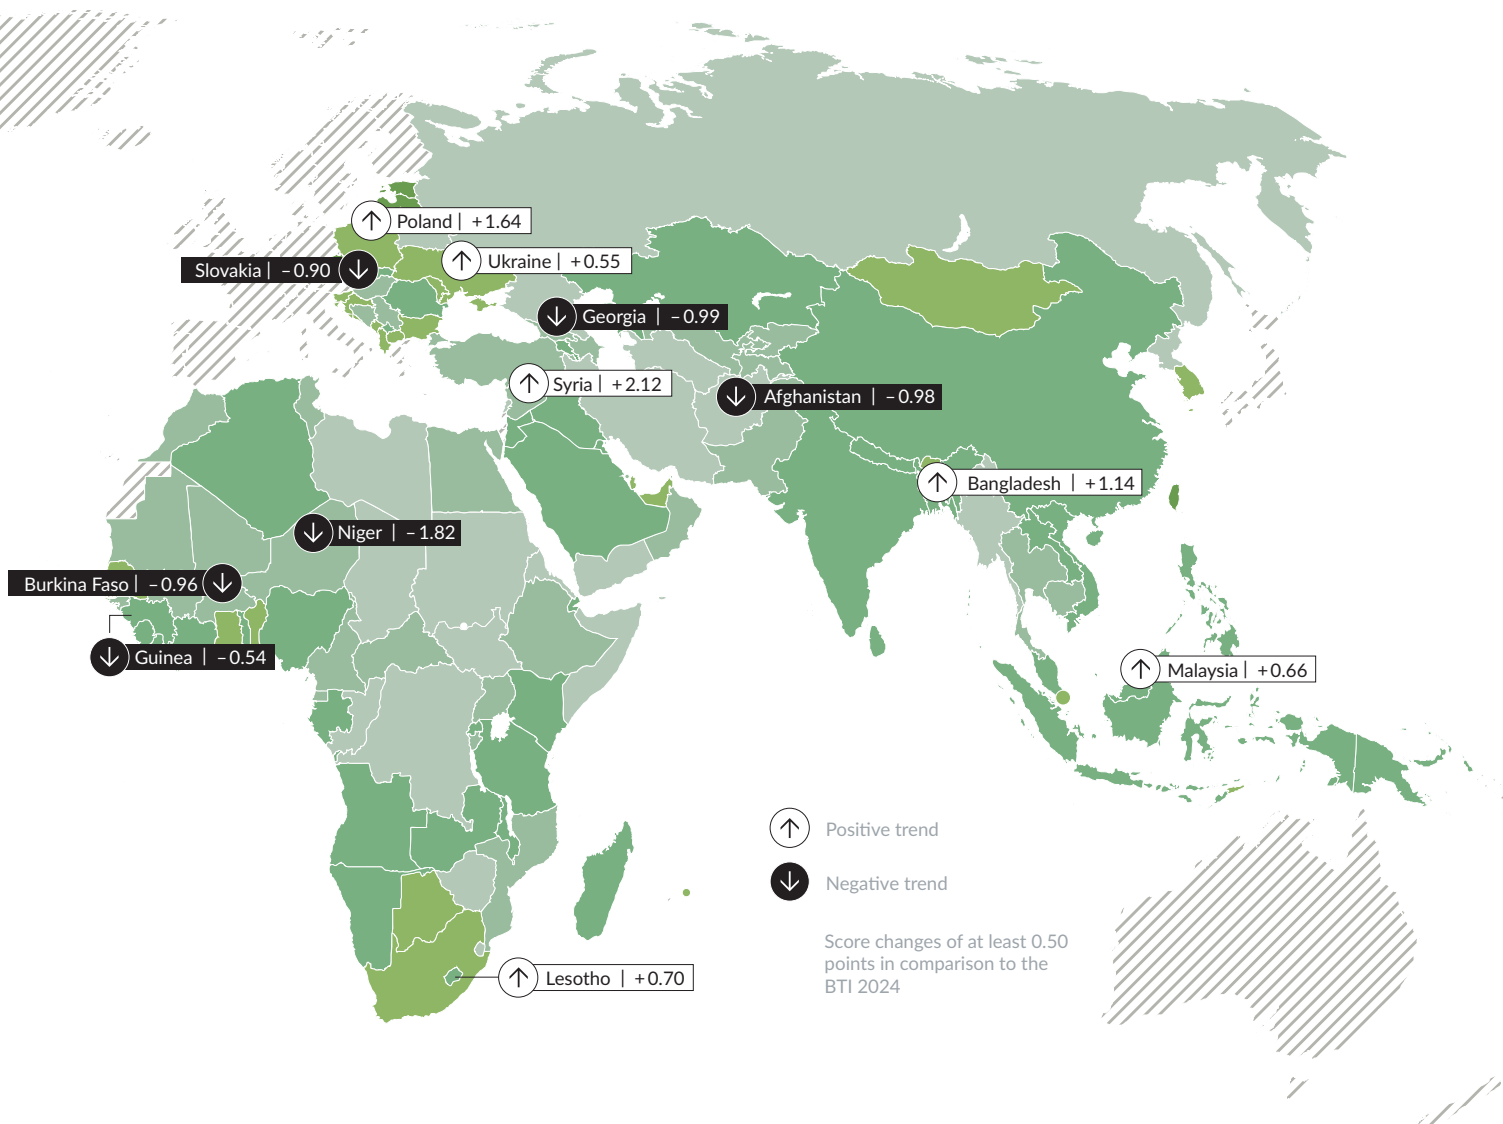 Poland | +1.64
Ukraine | +0.55
Slovakia | –0.90
Georgia | –0.99
Syria | +2.12
Afghanistan | –0.98
Bangladesh | +1.14
Niger | –1.82
Burkina Faso | –0.96
Guinea | –0.54
Malaysia | +0.66
Positive trend
Negative trend
Score changes of at least 0.50
points in comparison to the
BTI 2024
Lesotho | +0.70